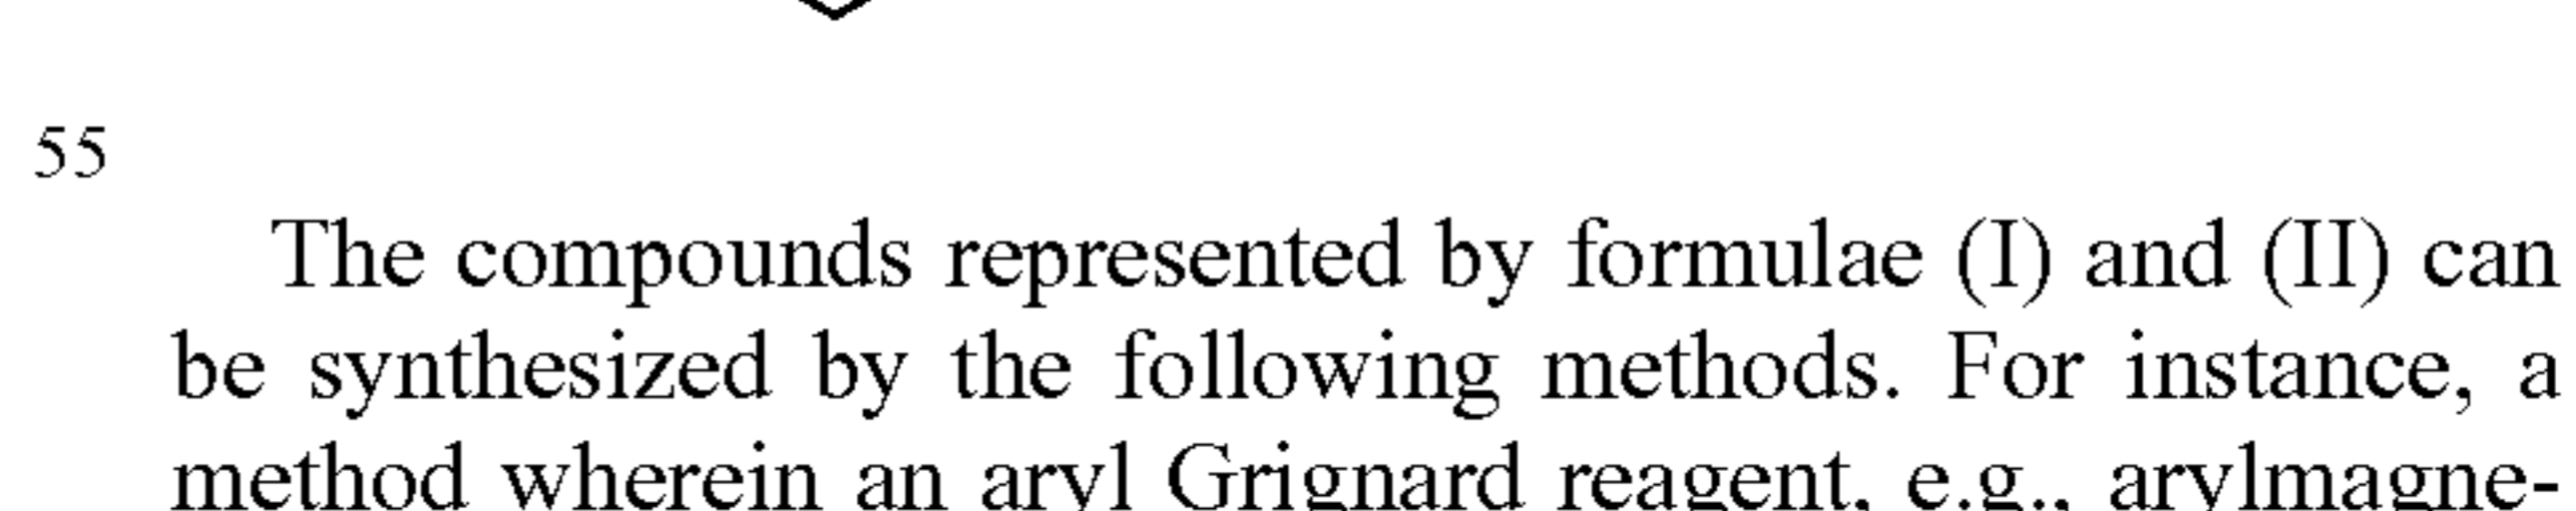 55
The compounds represented by formulae (I) and (II) can
be synthesized by the following methods. For instance, a
method wherein an aryl Grignard reagent, e.g., arylmagne-